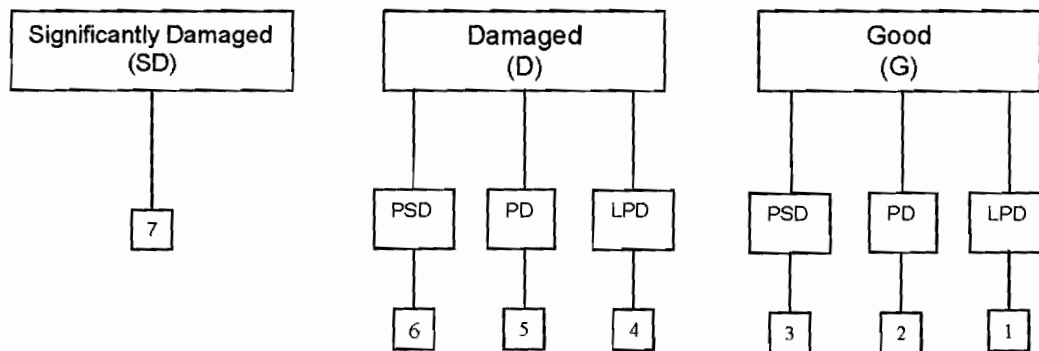 Significantly Damaged
(SD)
Damaged
(D)
Good
(G)
PSD
PD
LPD
PSD
PD
LPD
7
6
5
4
3
2
1